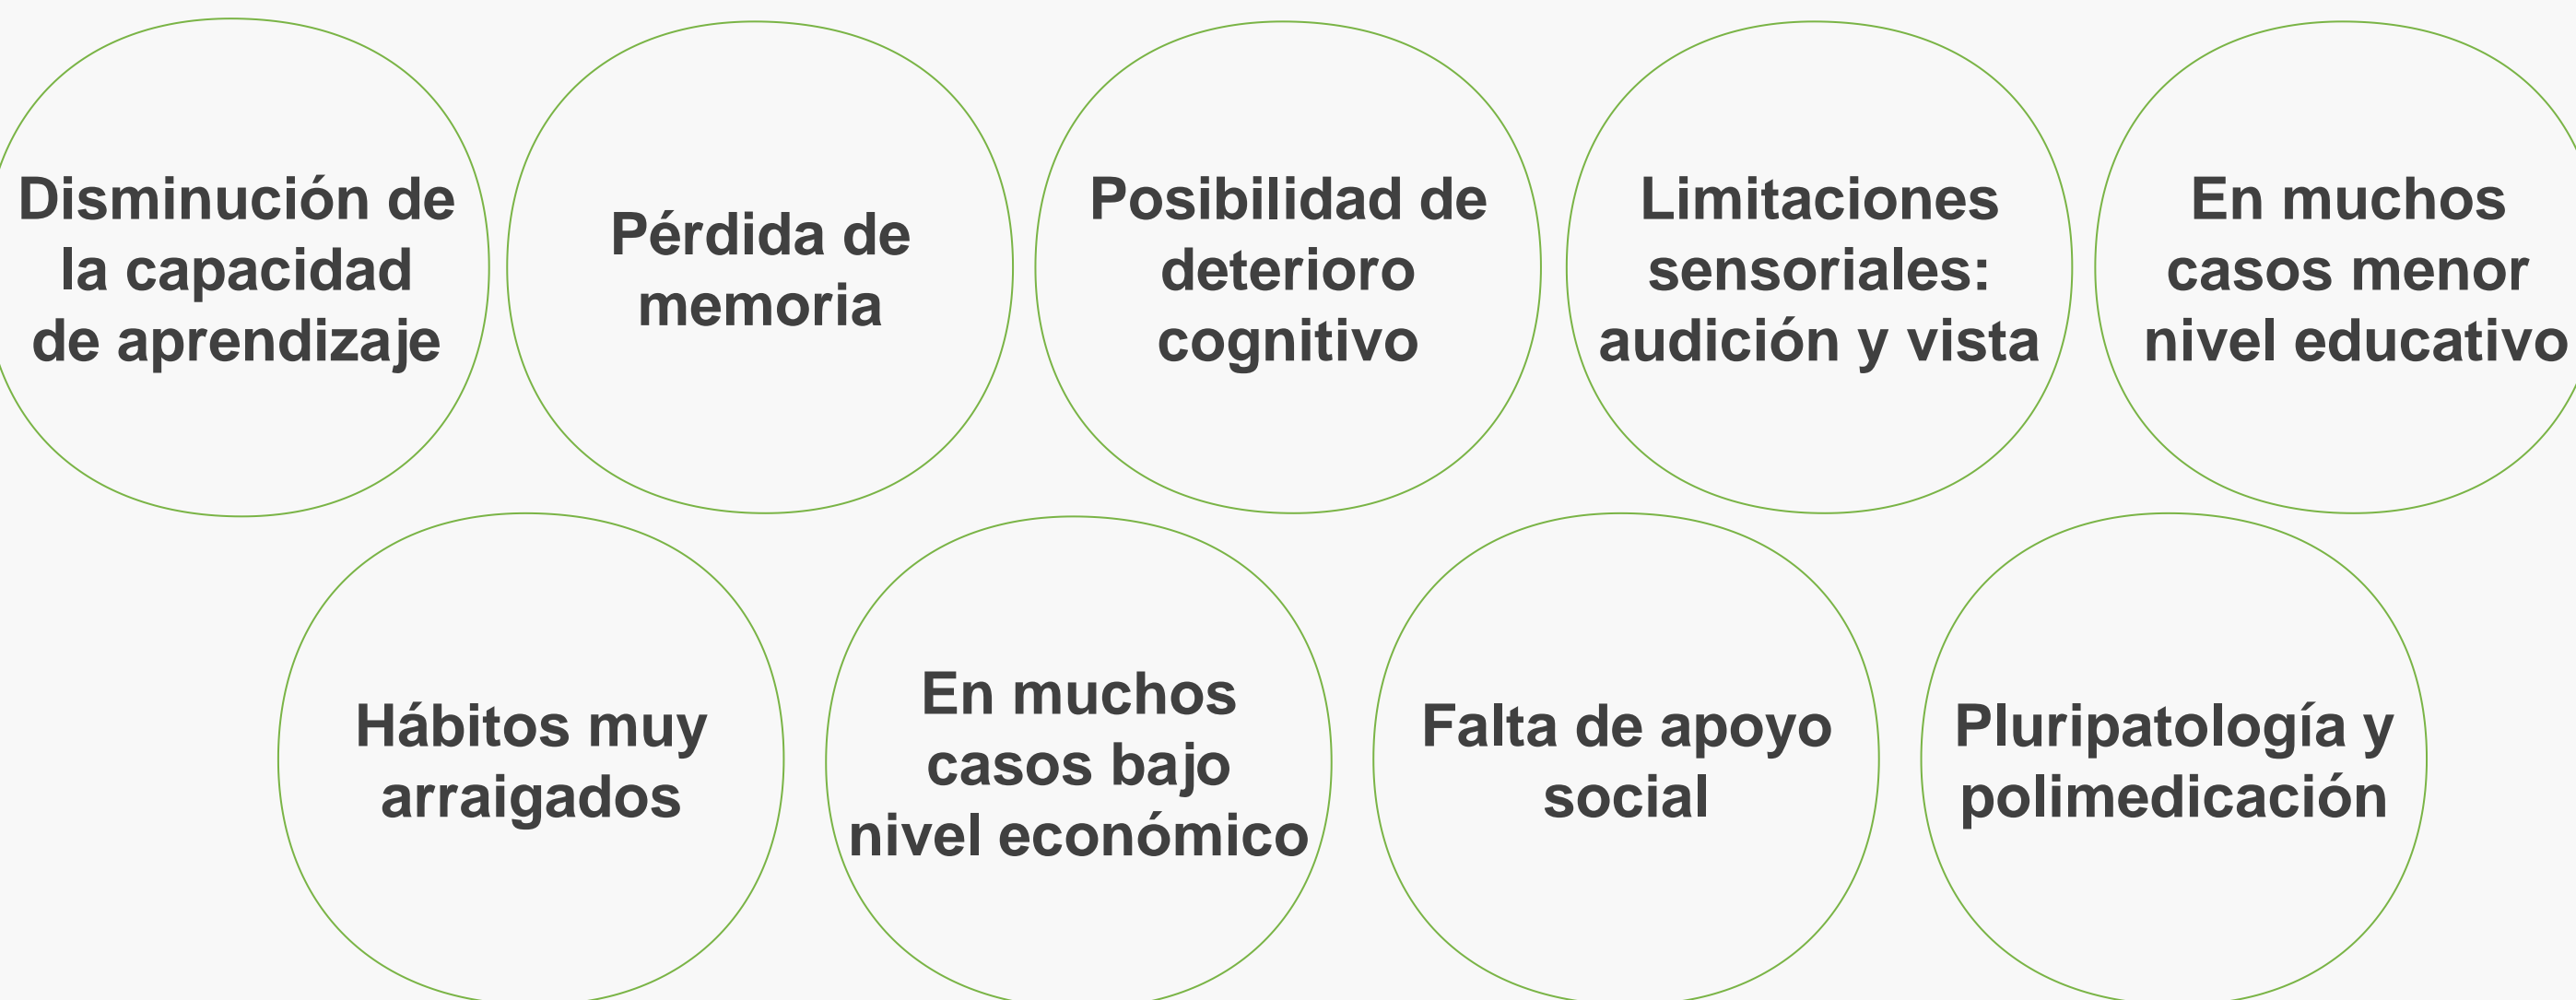 Disminución de
la capacidad
de aprendizaje
Pérdida de
memoria
Posibilidad de
deterioro
cognitivo
Limitaciones
sensoriales:
audición y vista
En muchos
casos menor
nivel educativo
Hábitos muy
arraigados
En muchos
casos bajo
nivel económico
Falta de apoyo
social
Pluripatología y
polimedicación